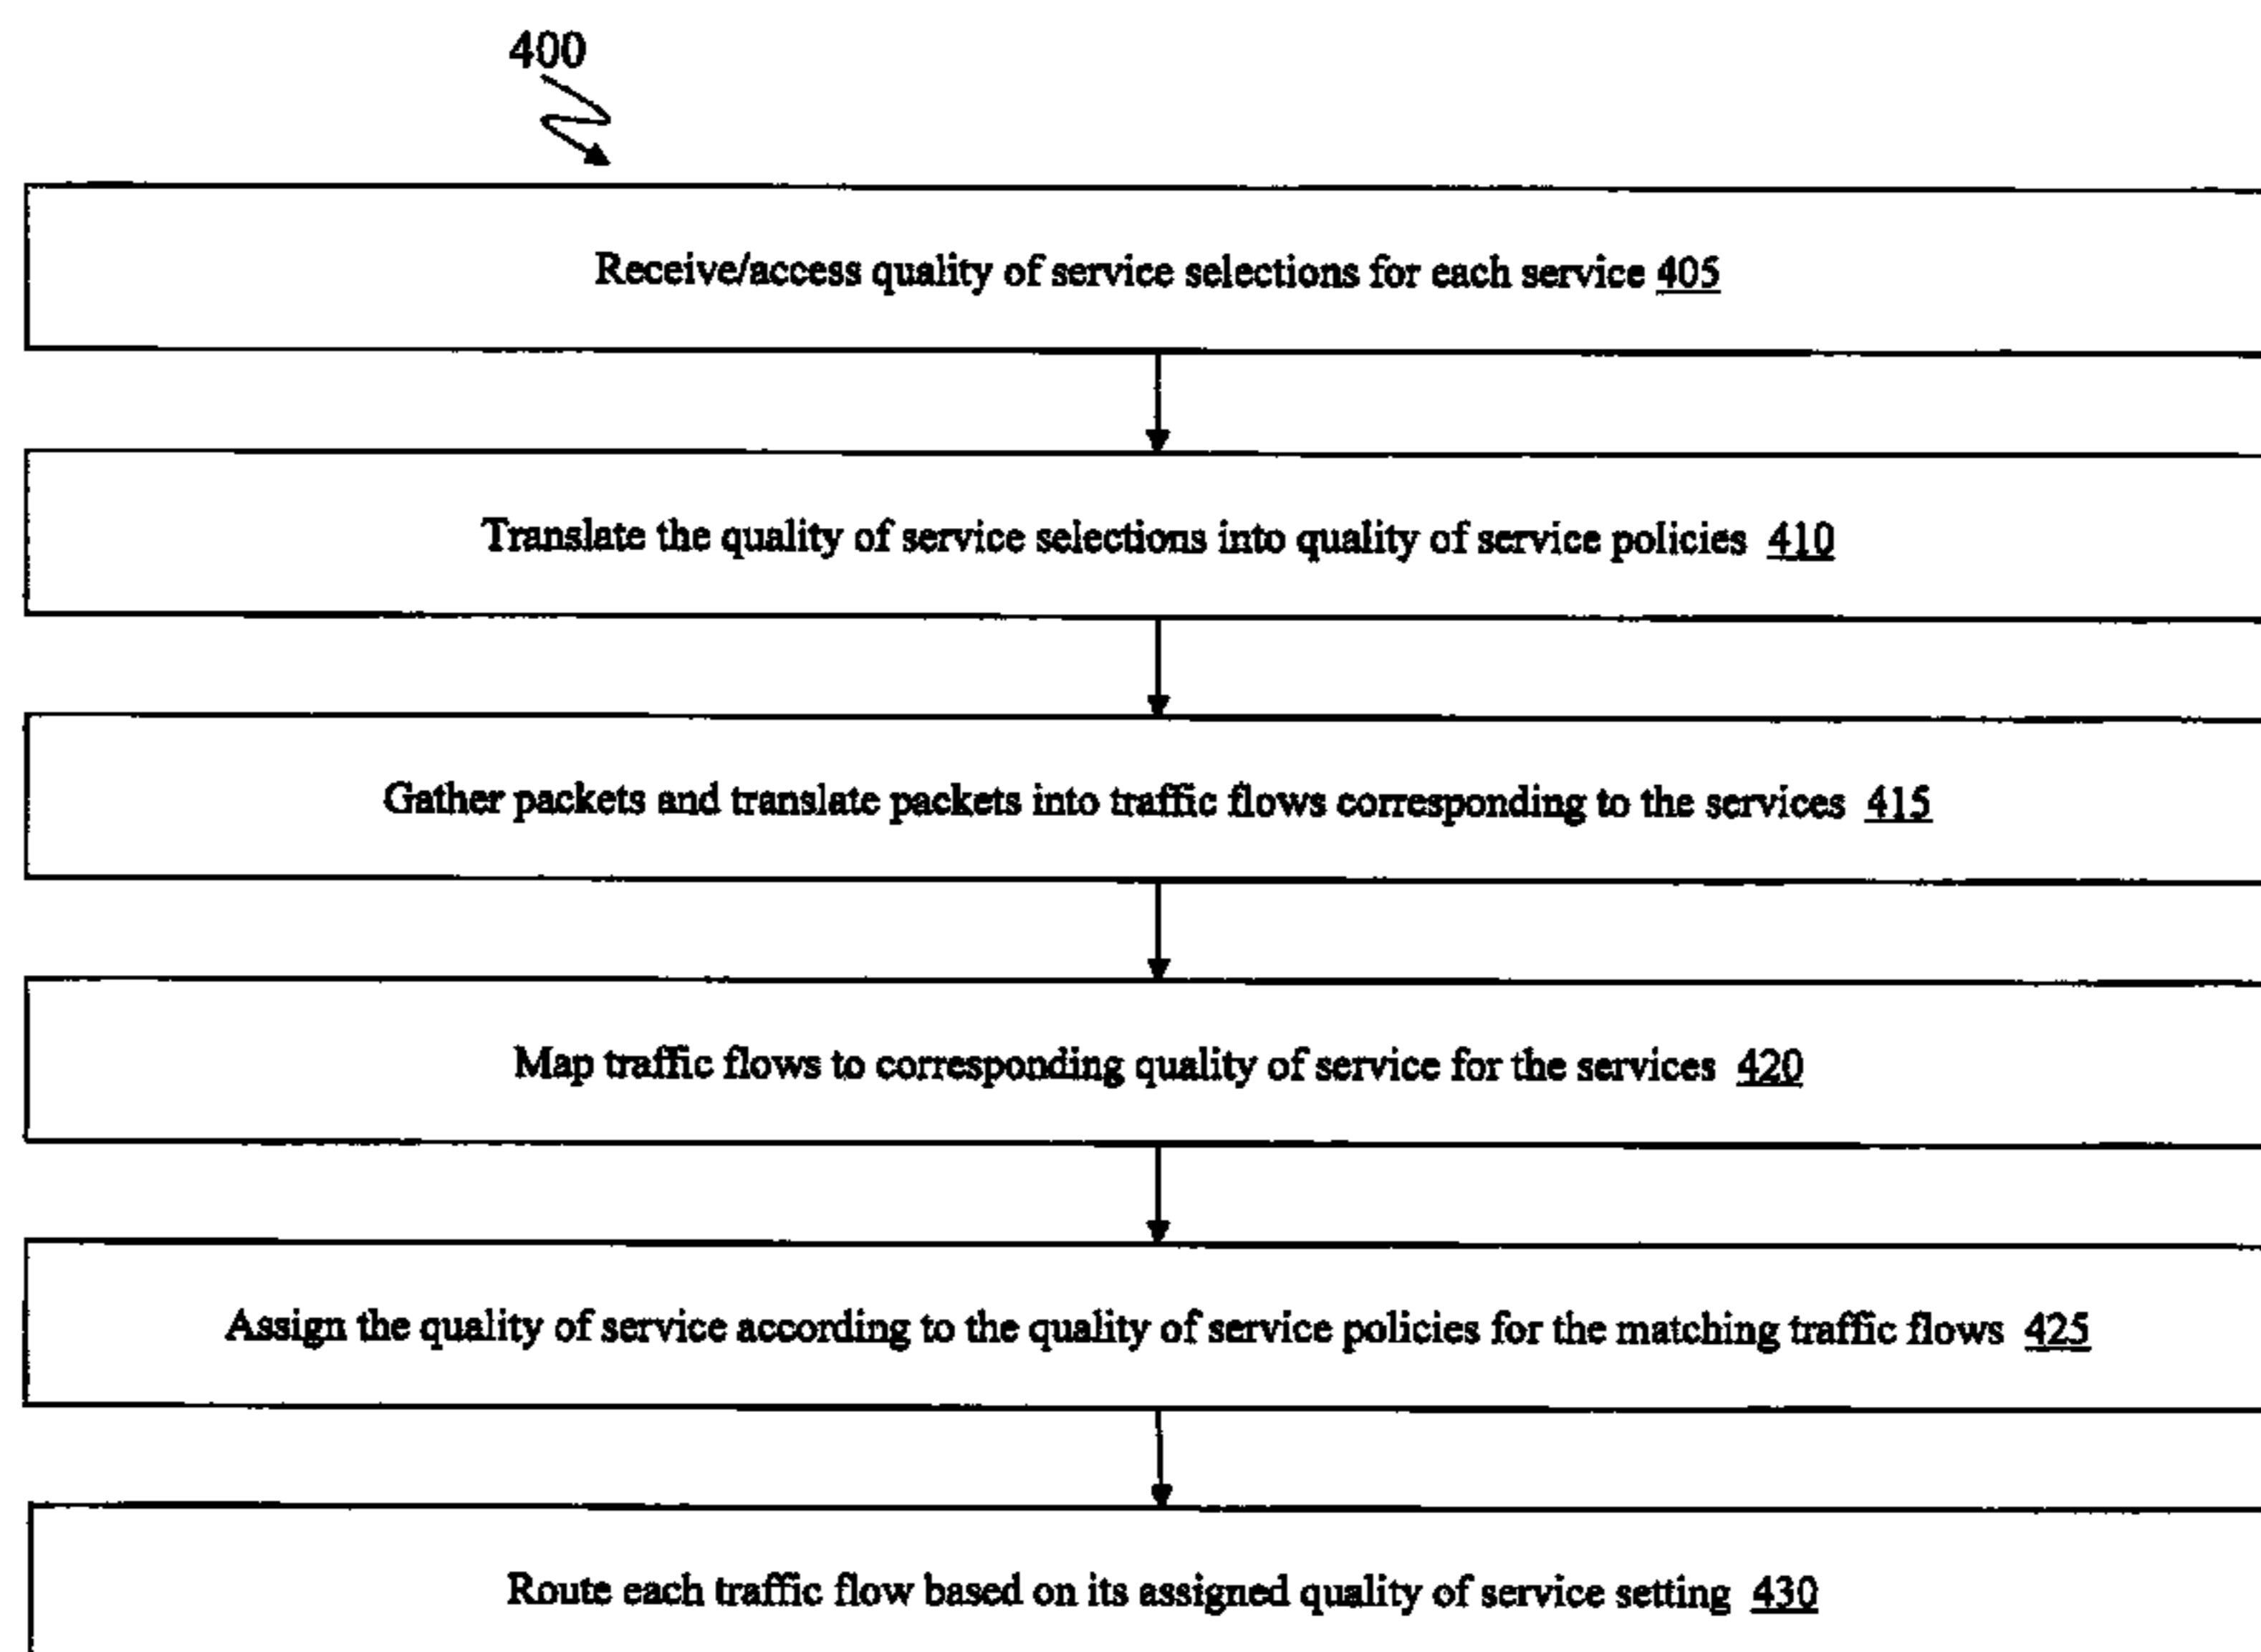 400
Receive/access quality of service selections for each service 405
Translate the quality of service selections into quality of service policies 410
Gather packets and translate packets into traffic flows corresponding to the services 415
Map traffic flows to corresponding quality of service for the services 420
Assign the quality of service according to the quality of service policies for the matching traffic flows 425
Route each traffic flow based on its assigned quality of service setting 430